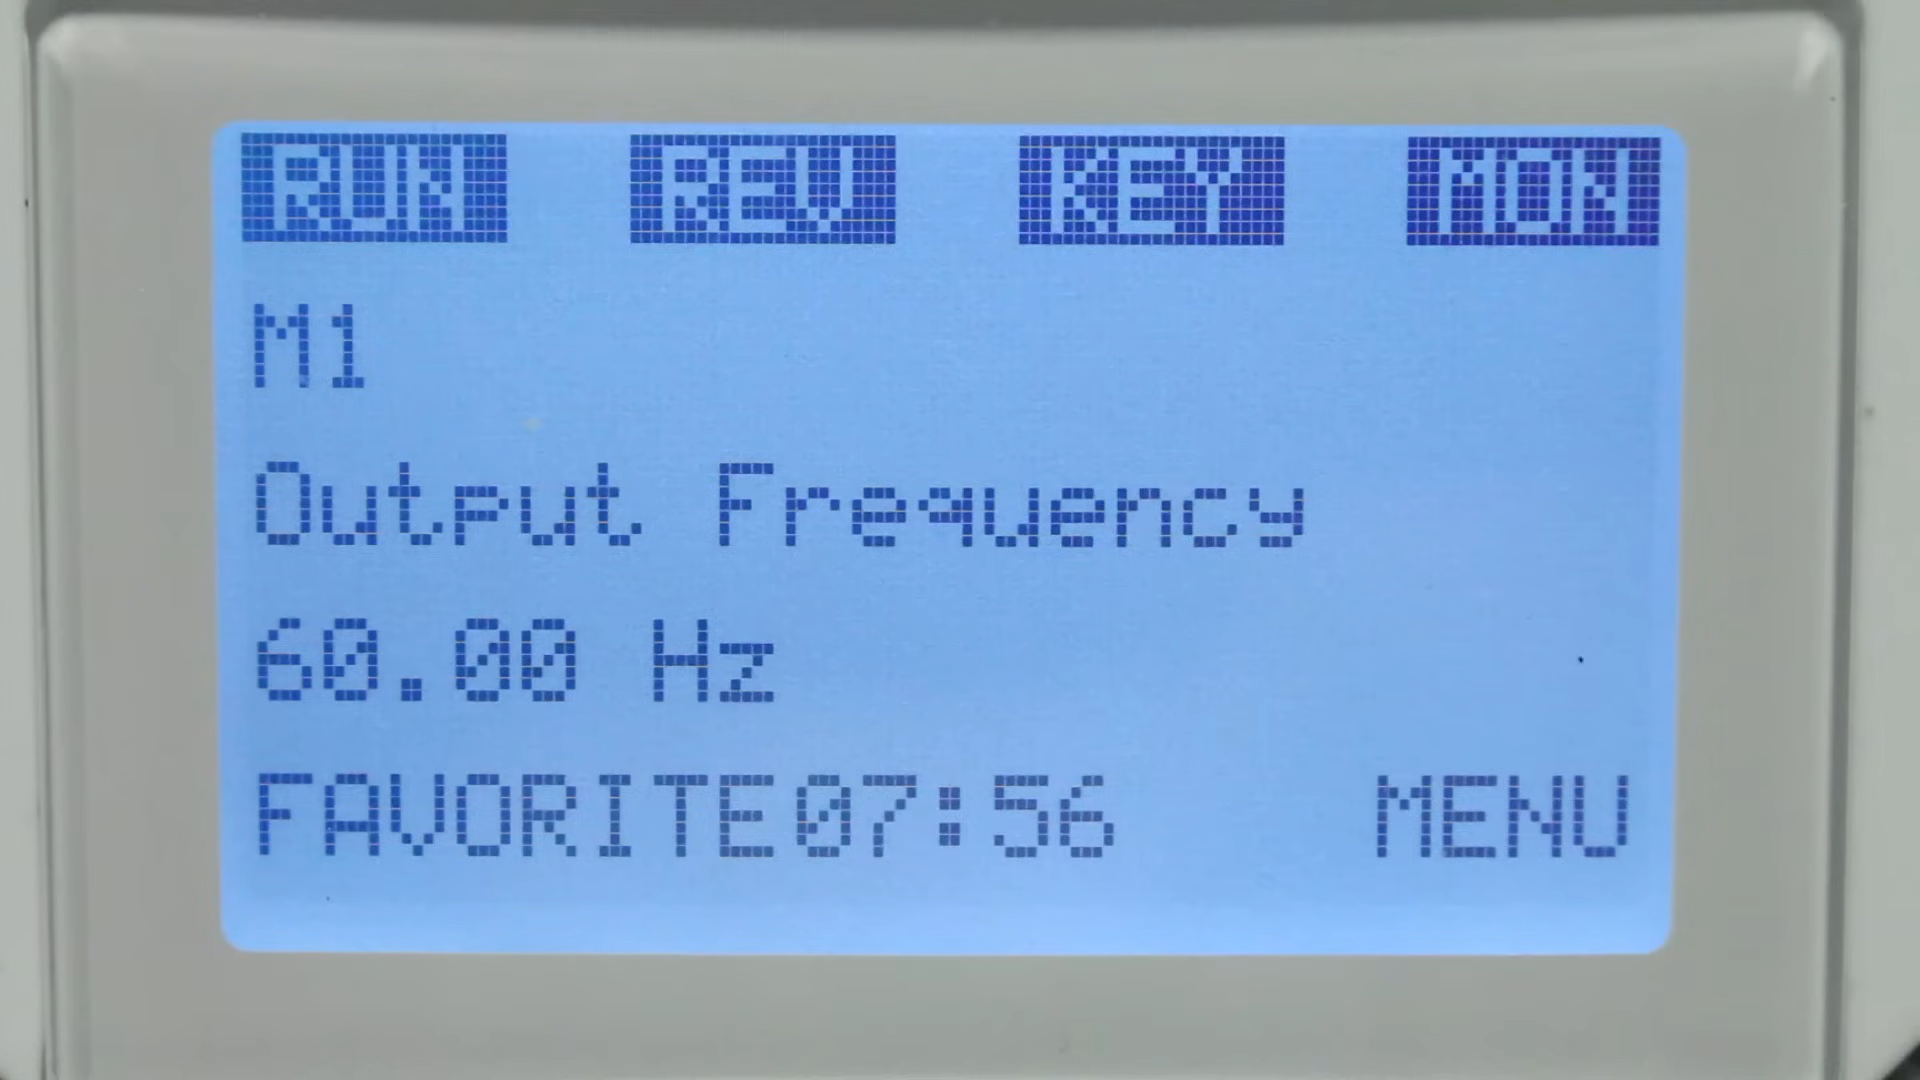 RUN REV KEY MON
M1
Output Frequency
60.00 Hz
FAVORITE07:56 MENU